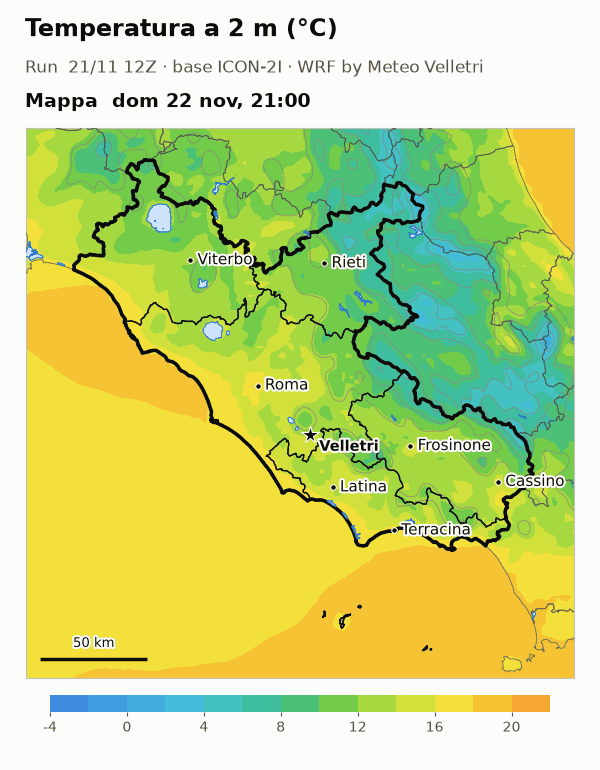 Temperatura a 2 m (°C)
Run  21/11 12Z · base ICON-2I · WRF by Meteo Velletri
Mappa  dom 22 nov, 21:00
Viterbo
Rieti
Roma
Velletri
Frosinone
Cassino
Latina
Terracina
50 km
-4 0 4 8 12 16 20